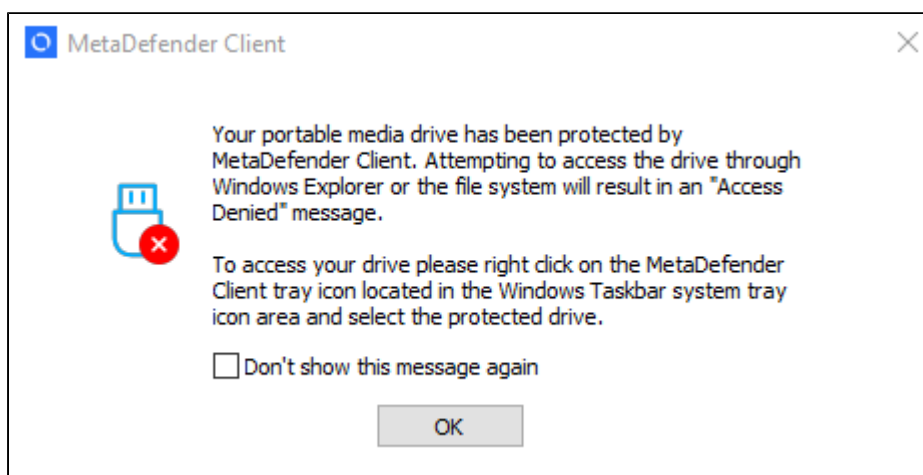 MetaDefender Client
Your portable media drive has been protected by
MetaDefender Client. Attempting to access the drive through
Windows Explorer or the file system will result in an "Access
Denied" message.
To access your drive please right click on the MetaDefender
Client tray icon located in the Windows Taskbar system tray
icon area and select the protected drive.
Don't show this message again
OK